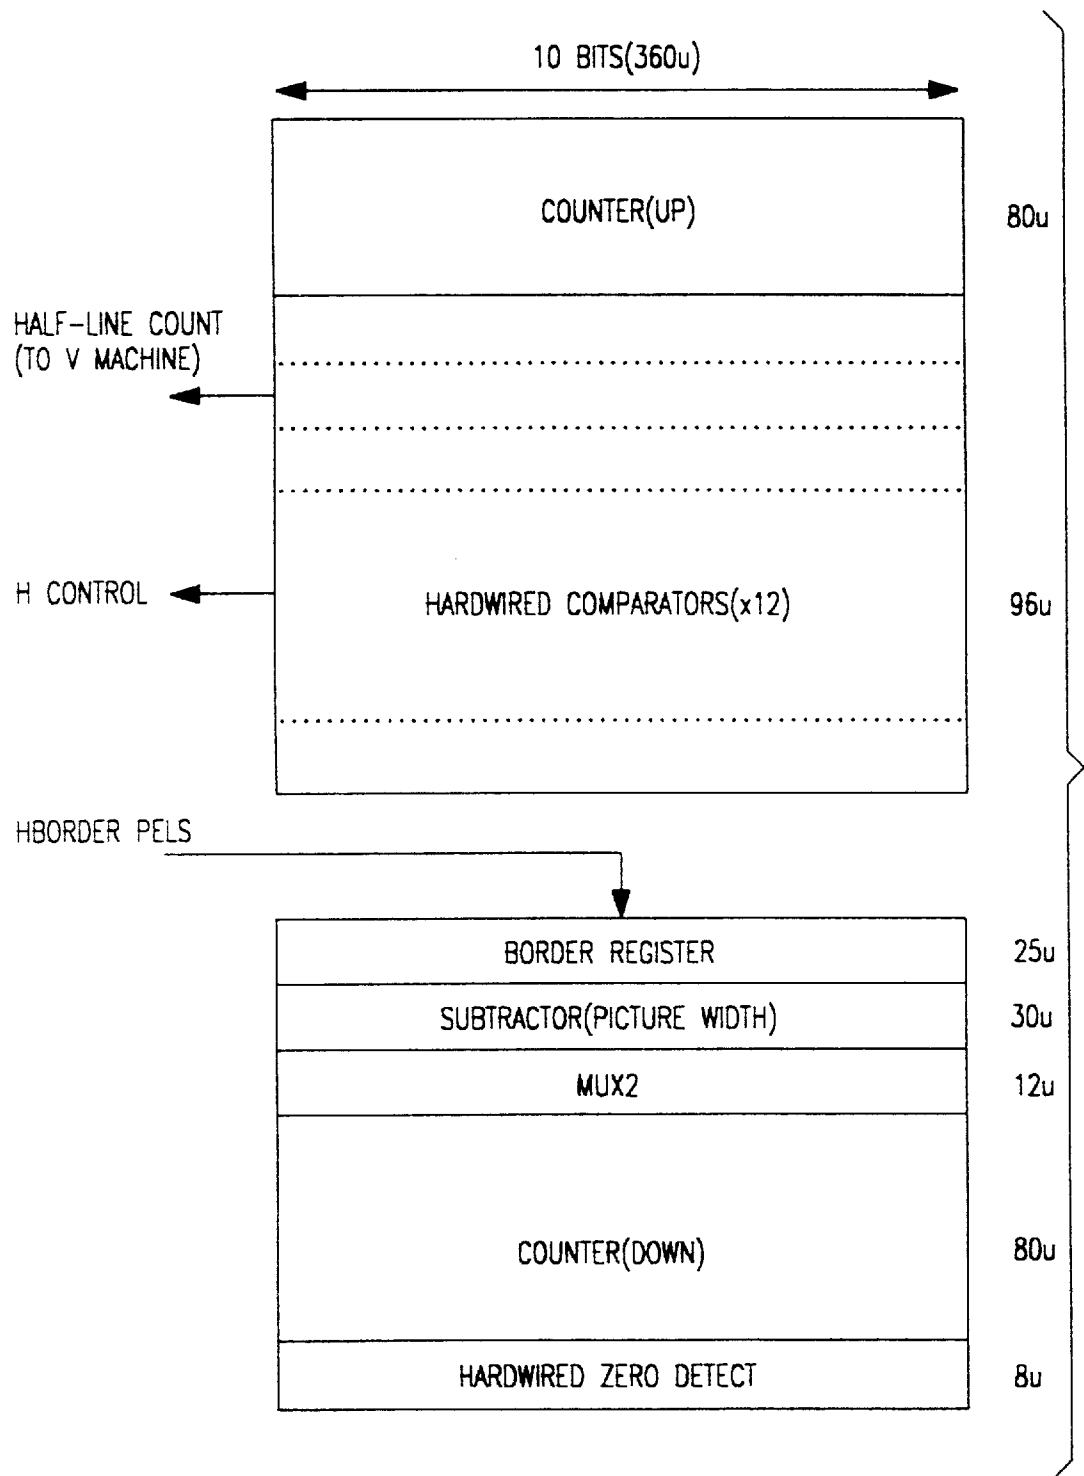 10 BITS(360u)
COUNTER(UP)
80u
HALF-LINE COUNT
(TO V MACHINE)
H CONTROL
HARDWIRED COMPARATORS(x12)
96u
HBORDER PELS
BORDER REGISTER
25u
SUBTRACTOR(PICTURE WIDTH)
30u
MUX2
12u
COUNTER(DOWN)
80u
HARDWIRED ZERO DETECT
8u